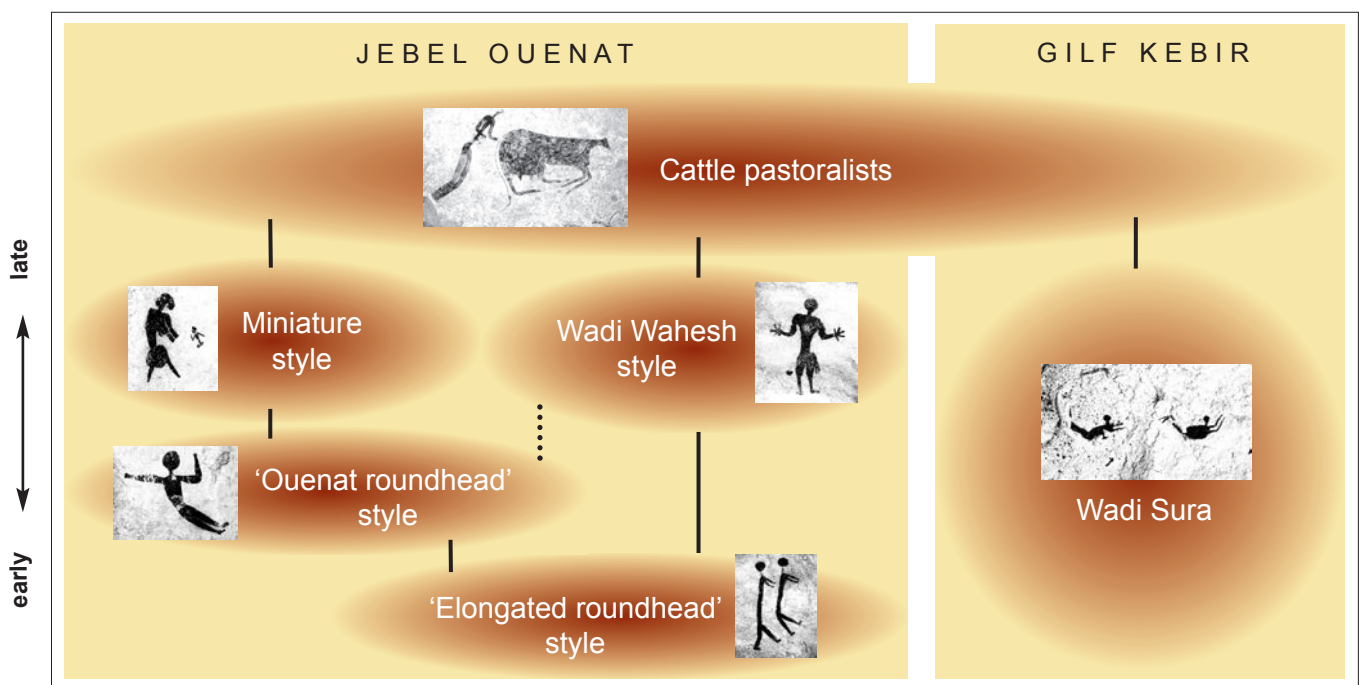 JEBEL OUENAT
GILF KEBIR
Cattle pastoralists
late
early
Miniature
style
Wadi Wahesh
style
‘Ouenat roundhead’
style
‘Elongated roundhead’
style
Wadi Sura